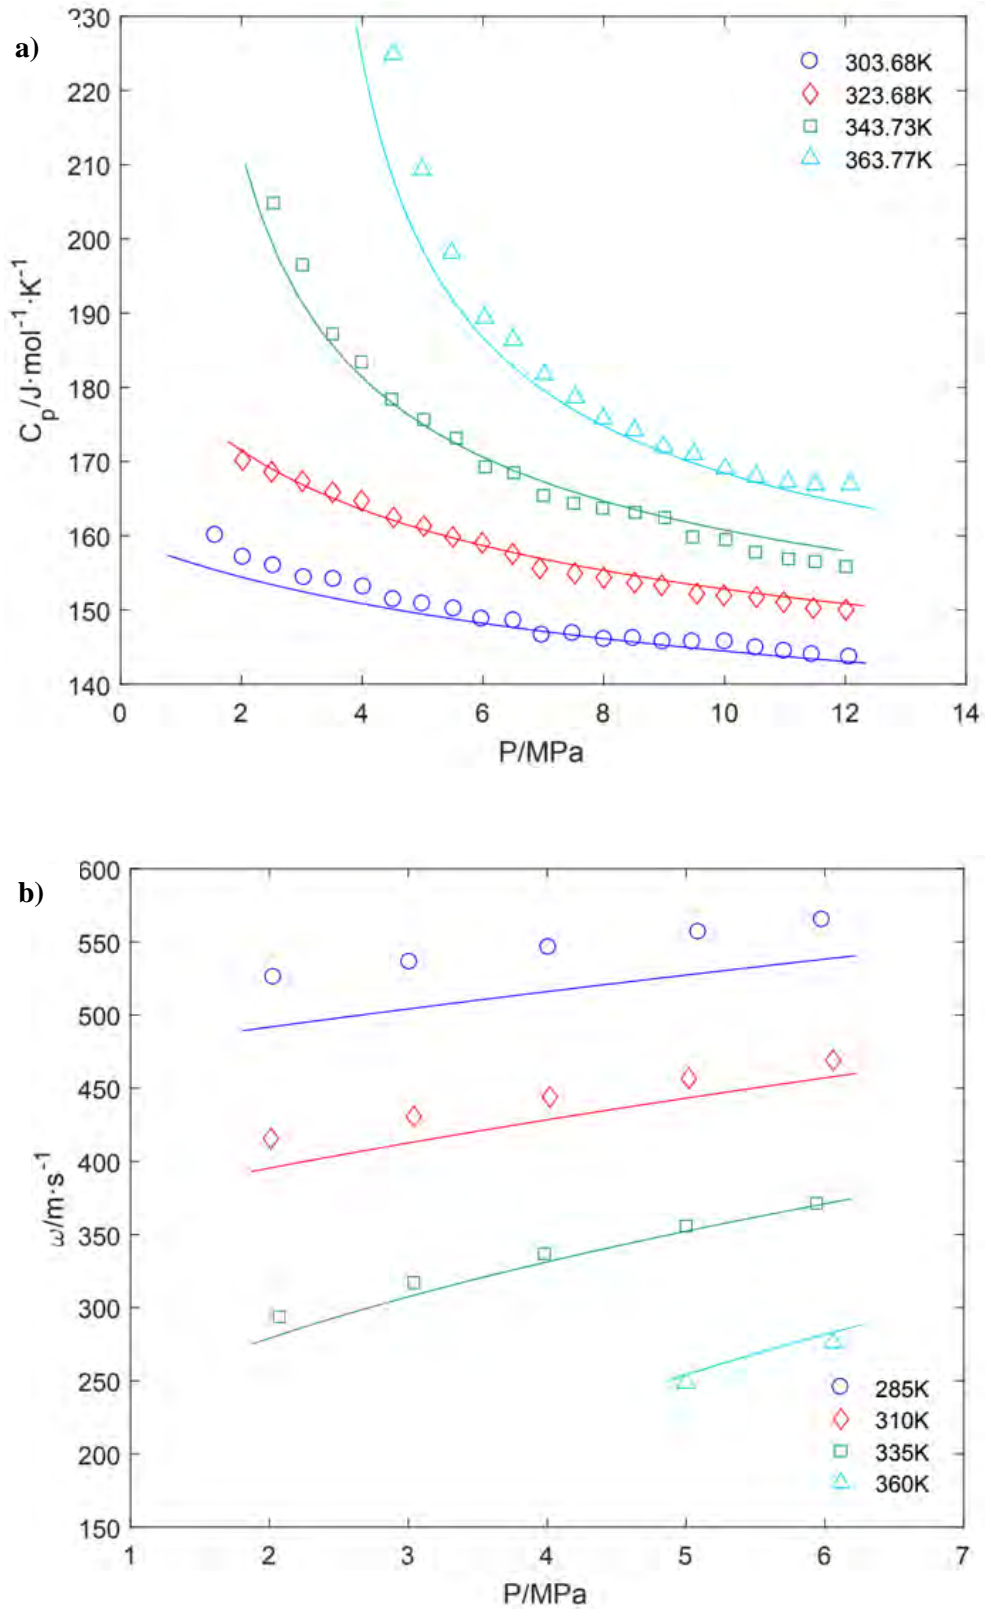 a)
230
220
210
200
190
180
170
160
150
140
C_p/J·mol⁻¹·K⁻¹
303.68K
323.68K
343.73K
363.77K
0 2 4 6 8 10 12 14
P/MPa
b)
600
550
500
450
400
350
300
250
200
150
ω/m·s⁻¹
285K
310K
335K
360K
1 2 3 4 5 6 7
P/MPa